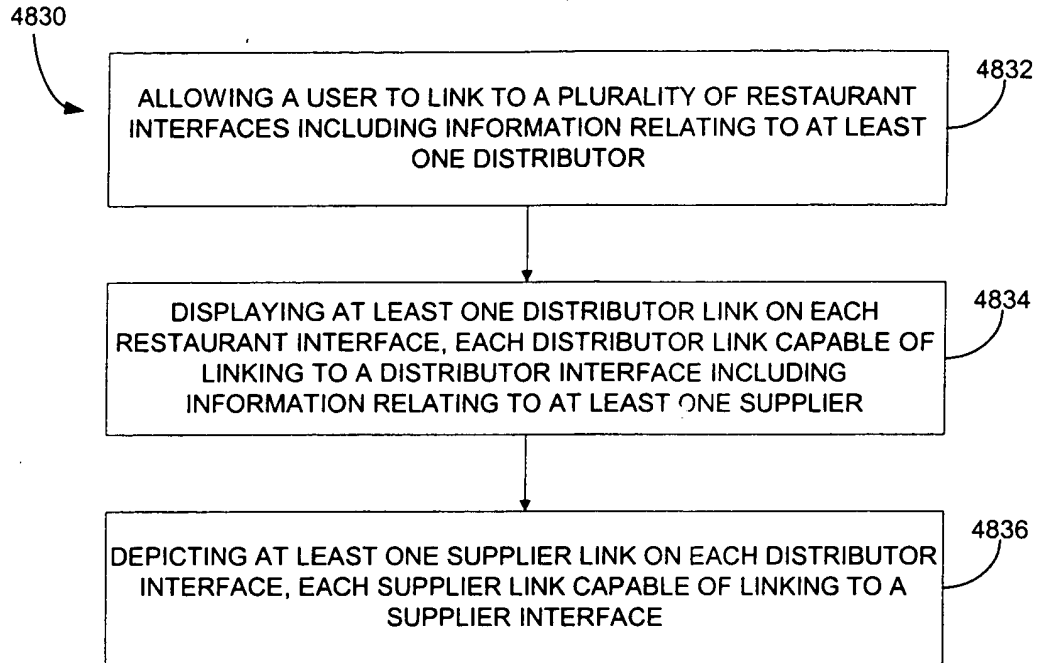 4830
4832
ALLOWING A USER TO LINK TO A PLURALITY OF RESTAURANT
INTERFACES INCLUDING INFORMATION RELATING TO AT LEAST
ONE DISTRIBUTOR
4834
DISPLAYING AT LEAST ONE DISTRIBUTOR LINK ON EACH
RESTAURANT INTERFACE, EACH DISTRIBUTOR LINK CAPABLE OF
LINKING TO A DISTRIBUTOR INTERFACE INCLUDING
INFORMATION RELATING TO AT LEAST ONE SUPPLIER
4836
DEPICTING AT LEAST ONE SUPPLIER LINK ON EACH DISTRIBUTOR
INTERFACE, EACH SUPPLIER LINK CAPABLE OF LINKING TO A
SUPPLIER INTERFACE